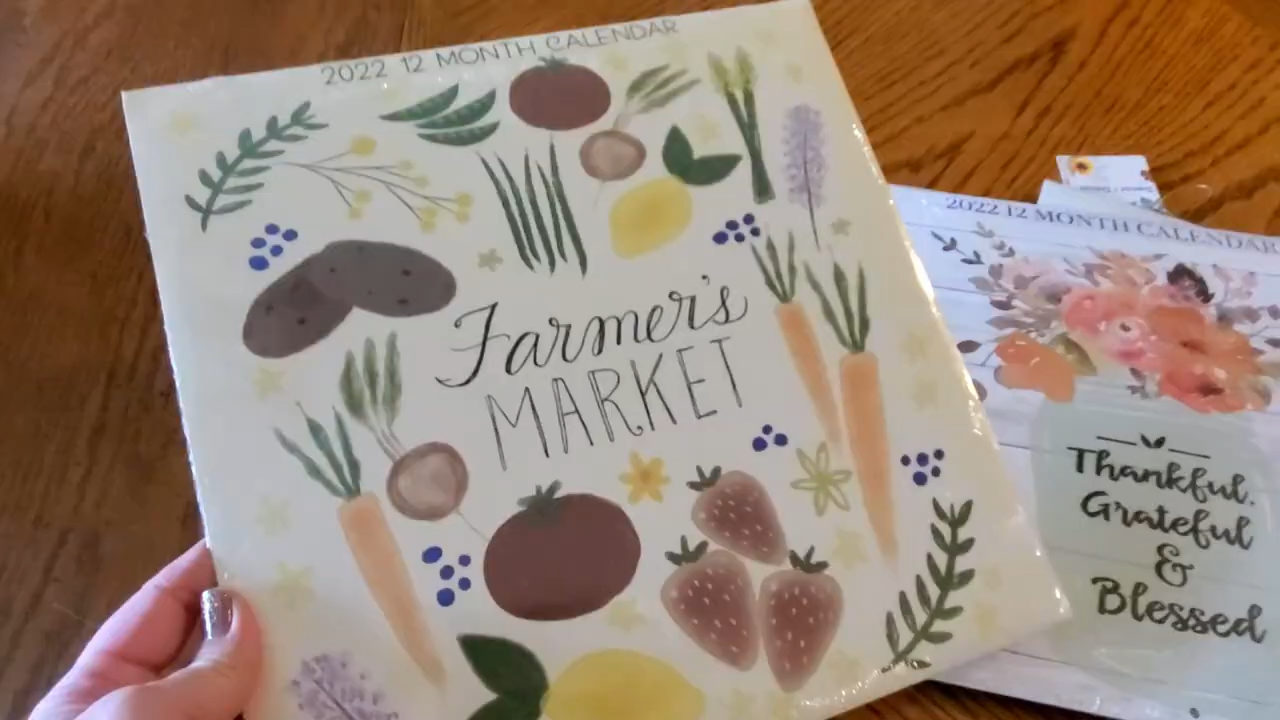 2022 12 MONTH CALENDAR
Farmer's
MARKET
2022 12 MONTH CALENDAR
Thankful,
Grateful
&
Blessed